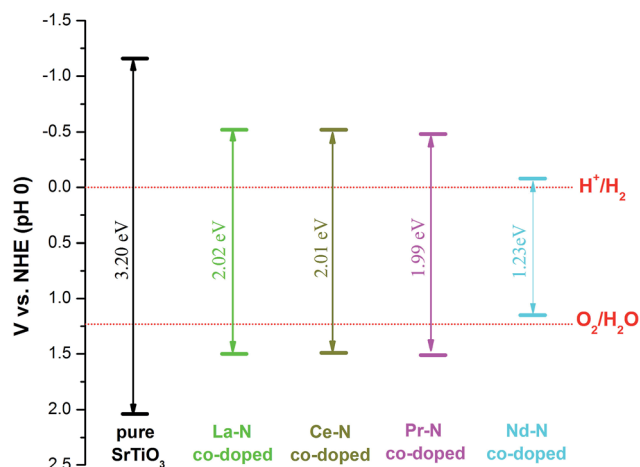 V vs. NHE (pH 0)
-1.5
-1.0
-0.5
0.0
0.5
1.0
1.5
2.0
2.5
3.20 eV
2.02 eV
2.01 eV
1.99 eV
1.23eV
H⁺/H₂
O₂/H₂O
pure
SrTiO₃
La-N
co-doped
Ce-N
co-doped
Pr-N
co-doped
Nd-N
co-doped